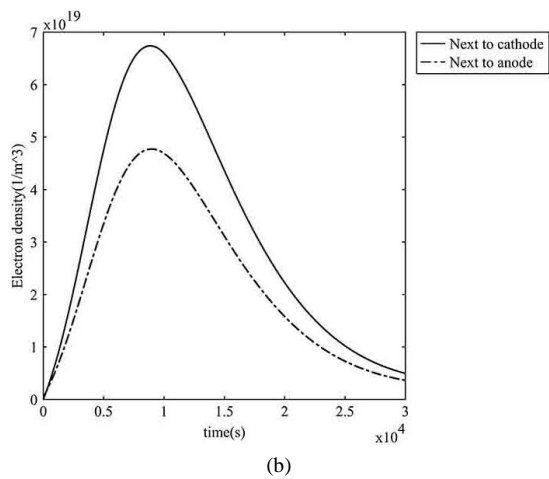 7
x10^19
Next to cathode
Next to anode
6
5
4
3
2
1
0
Electron density(1/m^3)
0
0.5
1
1.5
2
2.5
3
x10^4
time(s)
(b)